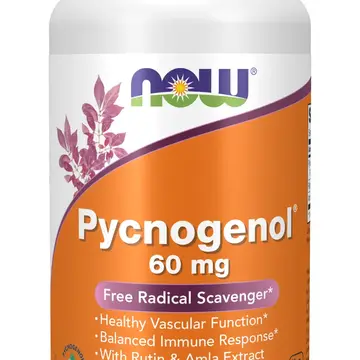 NOW®
Pycnogenol®
60 mg
Free Radical Scavenger*
•Healthy Vascular Function*
•Balanced Immune Response*
•With Rutin & Amla Extract